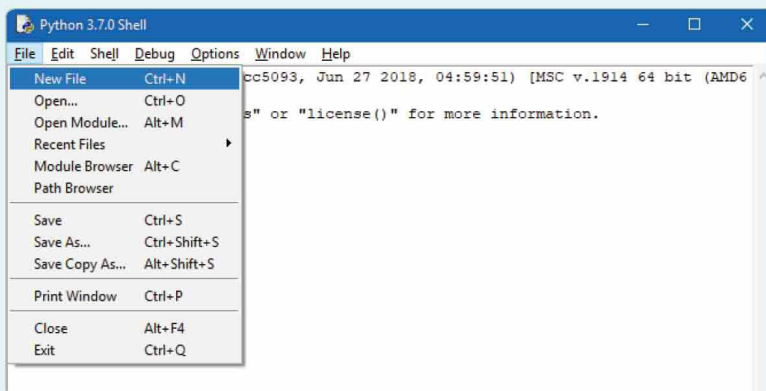 Python 3.7.0 Shell
File Edit Shell Debug Options Window Help
New File Ctrl+N
cc5093, Jun 27 2018, 04:59:51) [MSC v.1914 64 bit (AMD6
Open... Ctrl+O
s" or "license()" for more information.
Open Module... Alt+M
Recent Files
Module Browser Alt+C
Path Browser
Save Ctrl+S
Save As... Ctrl+Shift+S
Save Copy As... Alt+Shift+S
Print Window Ctrl+P
Close Alt+F4
Exit Ctrl+Q